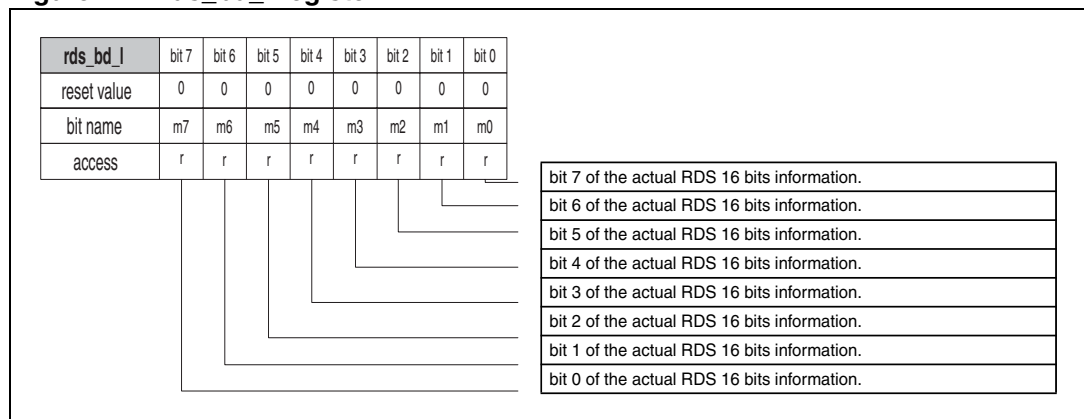 rds_bd_l bit 7 bit 6 bit 5 bit 4 bit 3 bit 2 bit 1 bit 0
reset value 0 0 0 0 0 0 0 0
bit name m7 m6 m5 m4 m3 m2 m1 m0
access r r r r r r r r
bit 7 of the actual RDS 16 bits information.
bit 6 of the actual RDS 16 bits information.
bit 5 of the actual RDS 16 bits information.
bit 4 of the actual RDS 16 bits information.
bit 3 of the actual RDS 16 bits information.
bit 2 of the actual RDS 16 bits information.
bit 1 of the actual RDS 16 bits information.
bit 0 of the actual RDS 16 bits information.